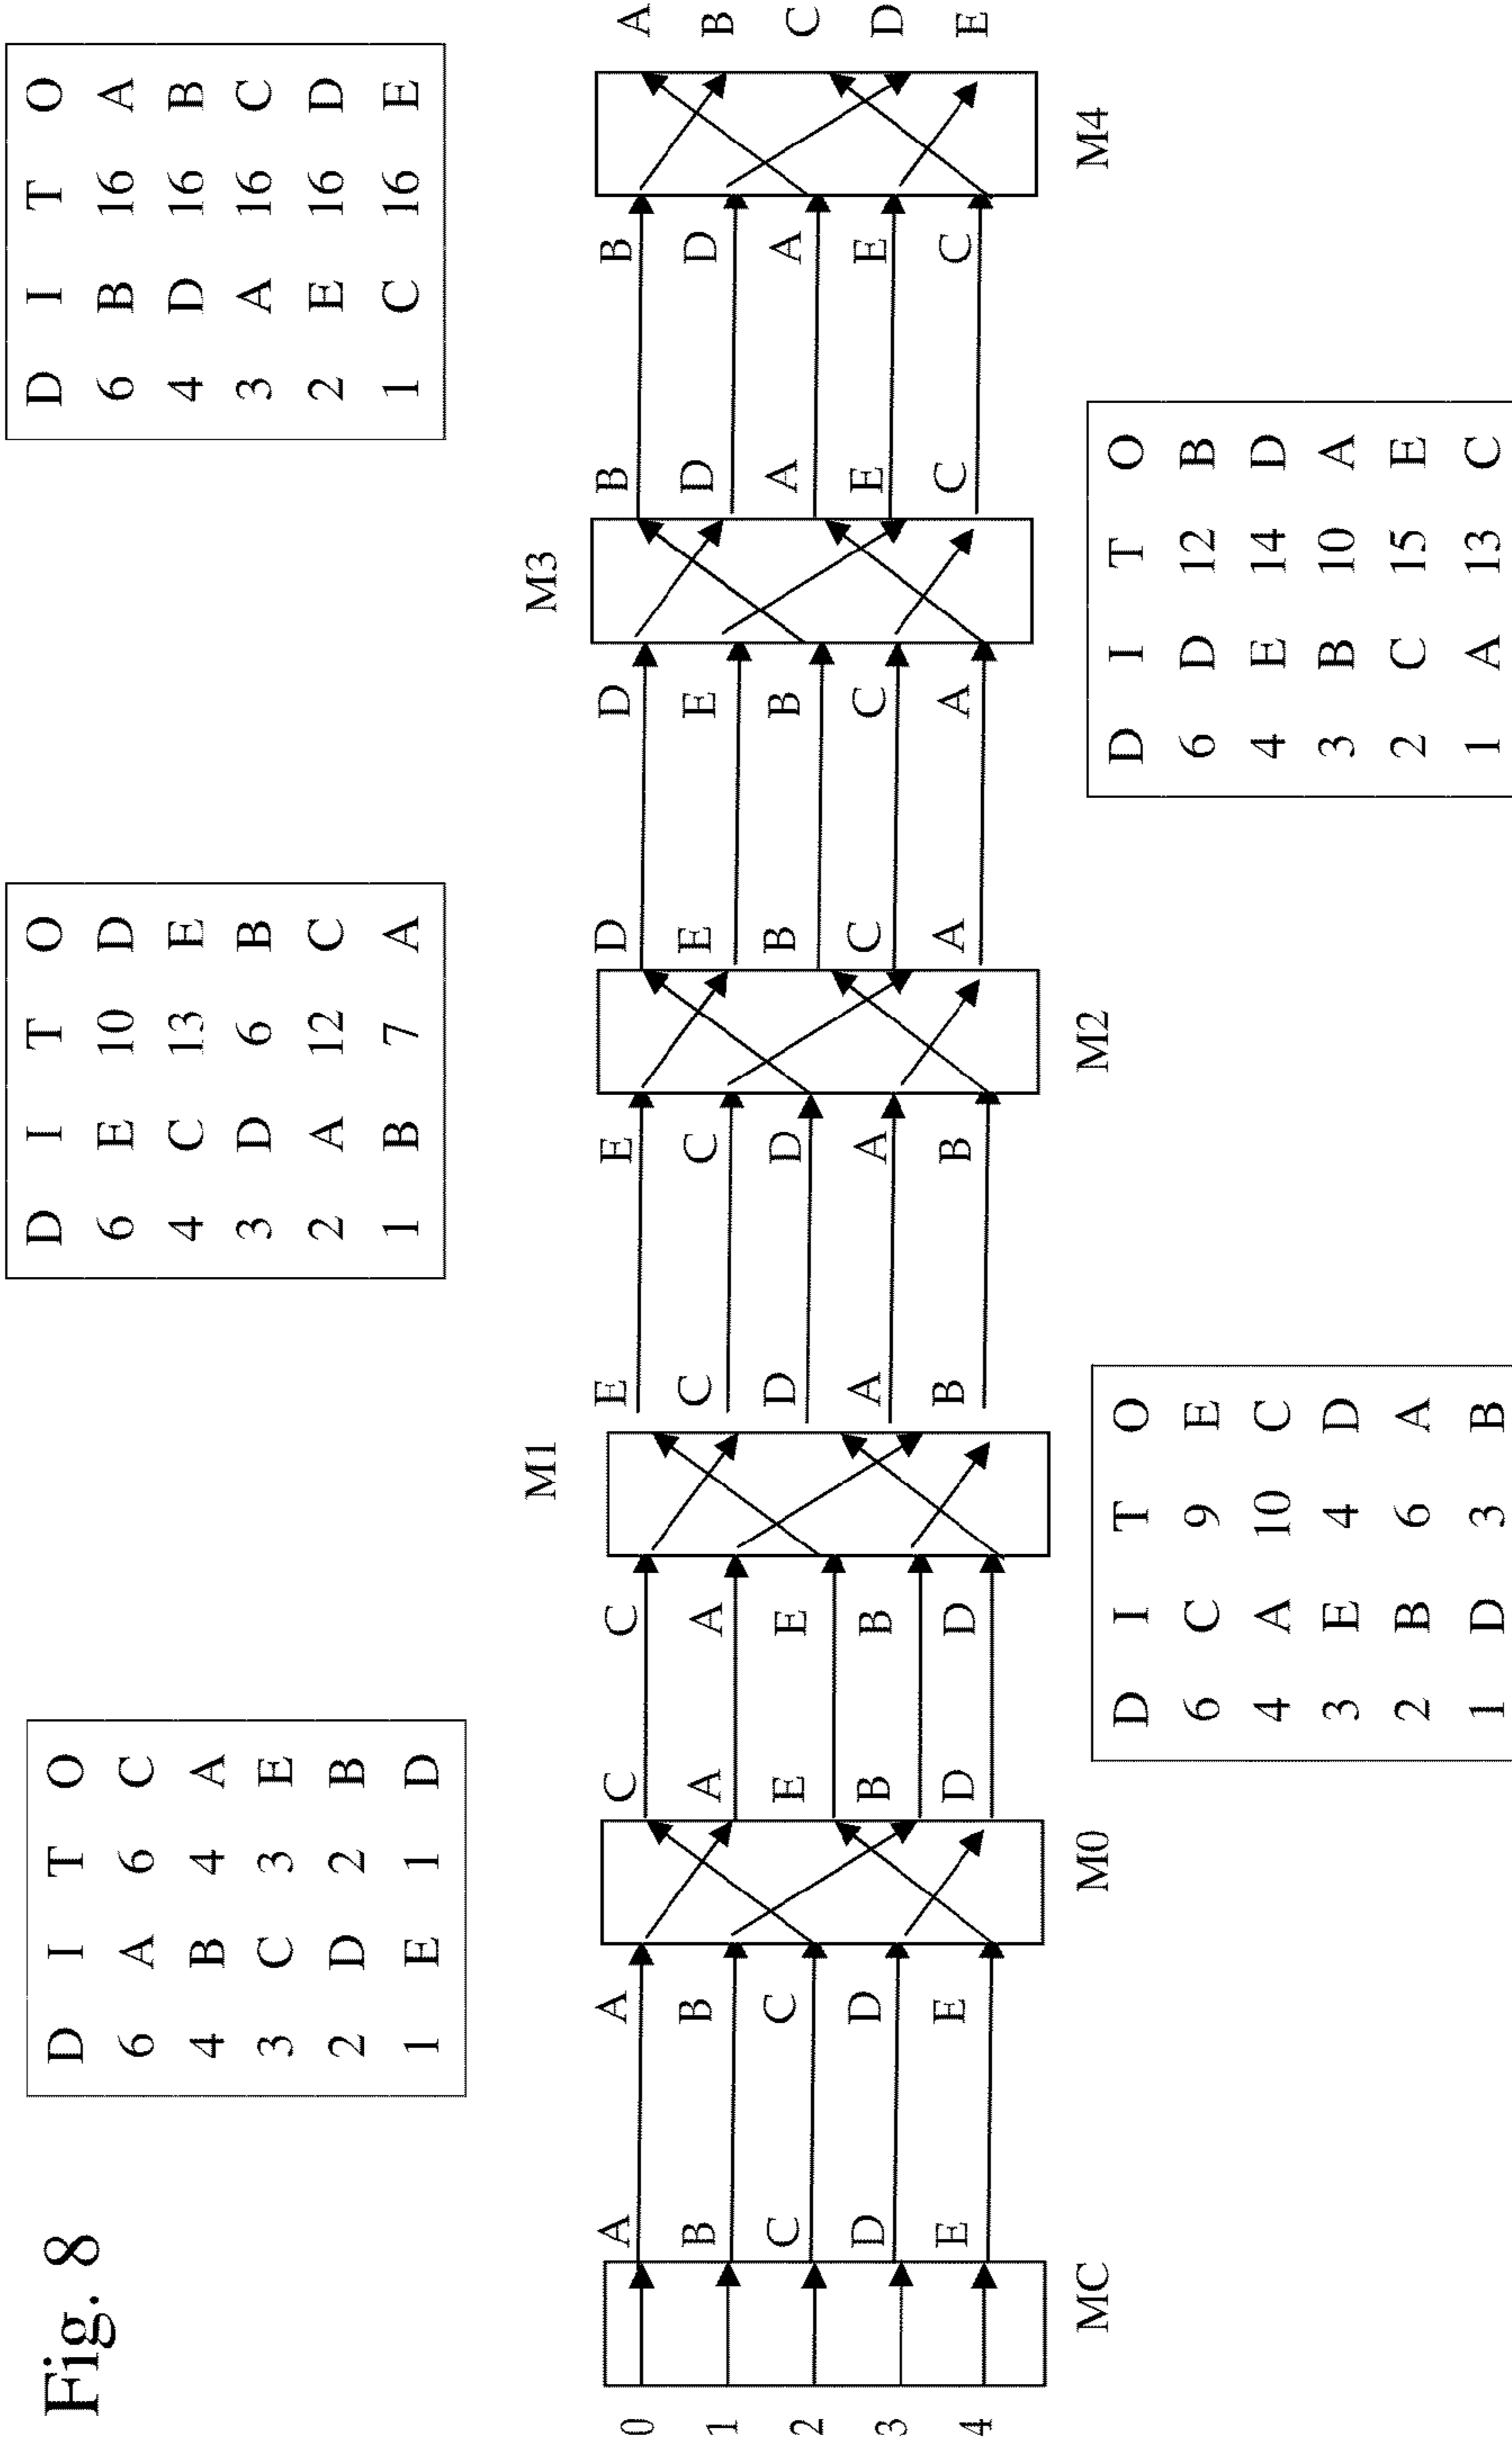 Fig. 8
D I T O
6 A 6 C
4 B 4 A
3 C 3 E
2 D 2 B
1 E 1 D
D I T O
6 E 10 D
4 C 13 E
3 D 6 B
2 A 12 C
1 B 7 A
D I T O
6 B 16 A
4 D 16 B
3 A 16 C
2 E 16 D
1 C 16 E
M1 M3
0 A A C C E E D D B B A
1 B B A A C C E E D D B
2 C C E E D D B B A A C
3 D D B B A A C C E E D
4 E E D D B B A A C C E
MC M0 M2 M4
D I T O
6 C 9 E
4 A 10 C
3 E 4 D
2 B 6 A
1 D 3 B
D I T O
6 D 12 B
4 E 14 D
3 B 10 A
2 C 15 E
1 A 13 C